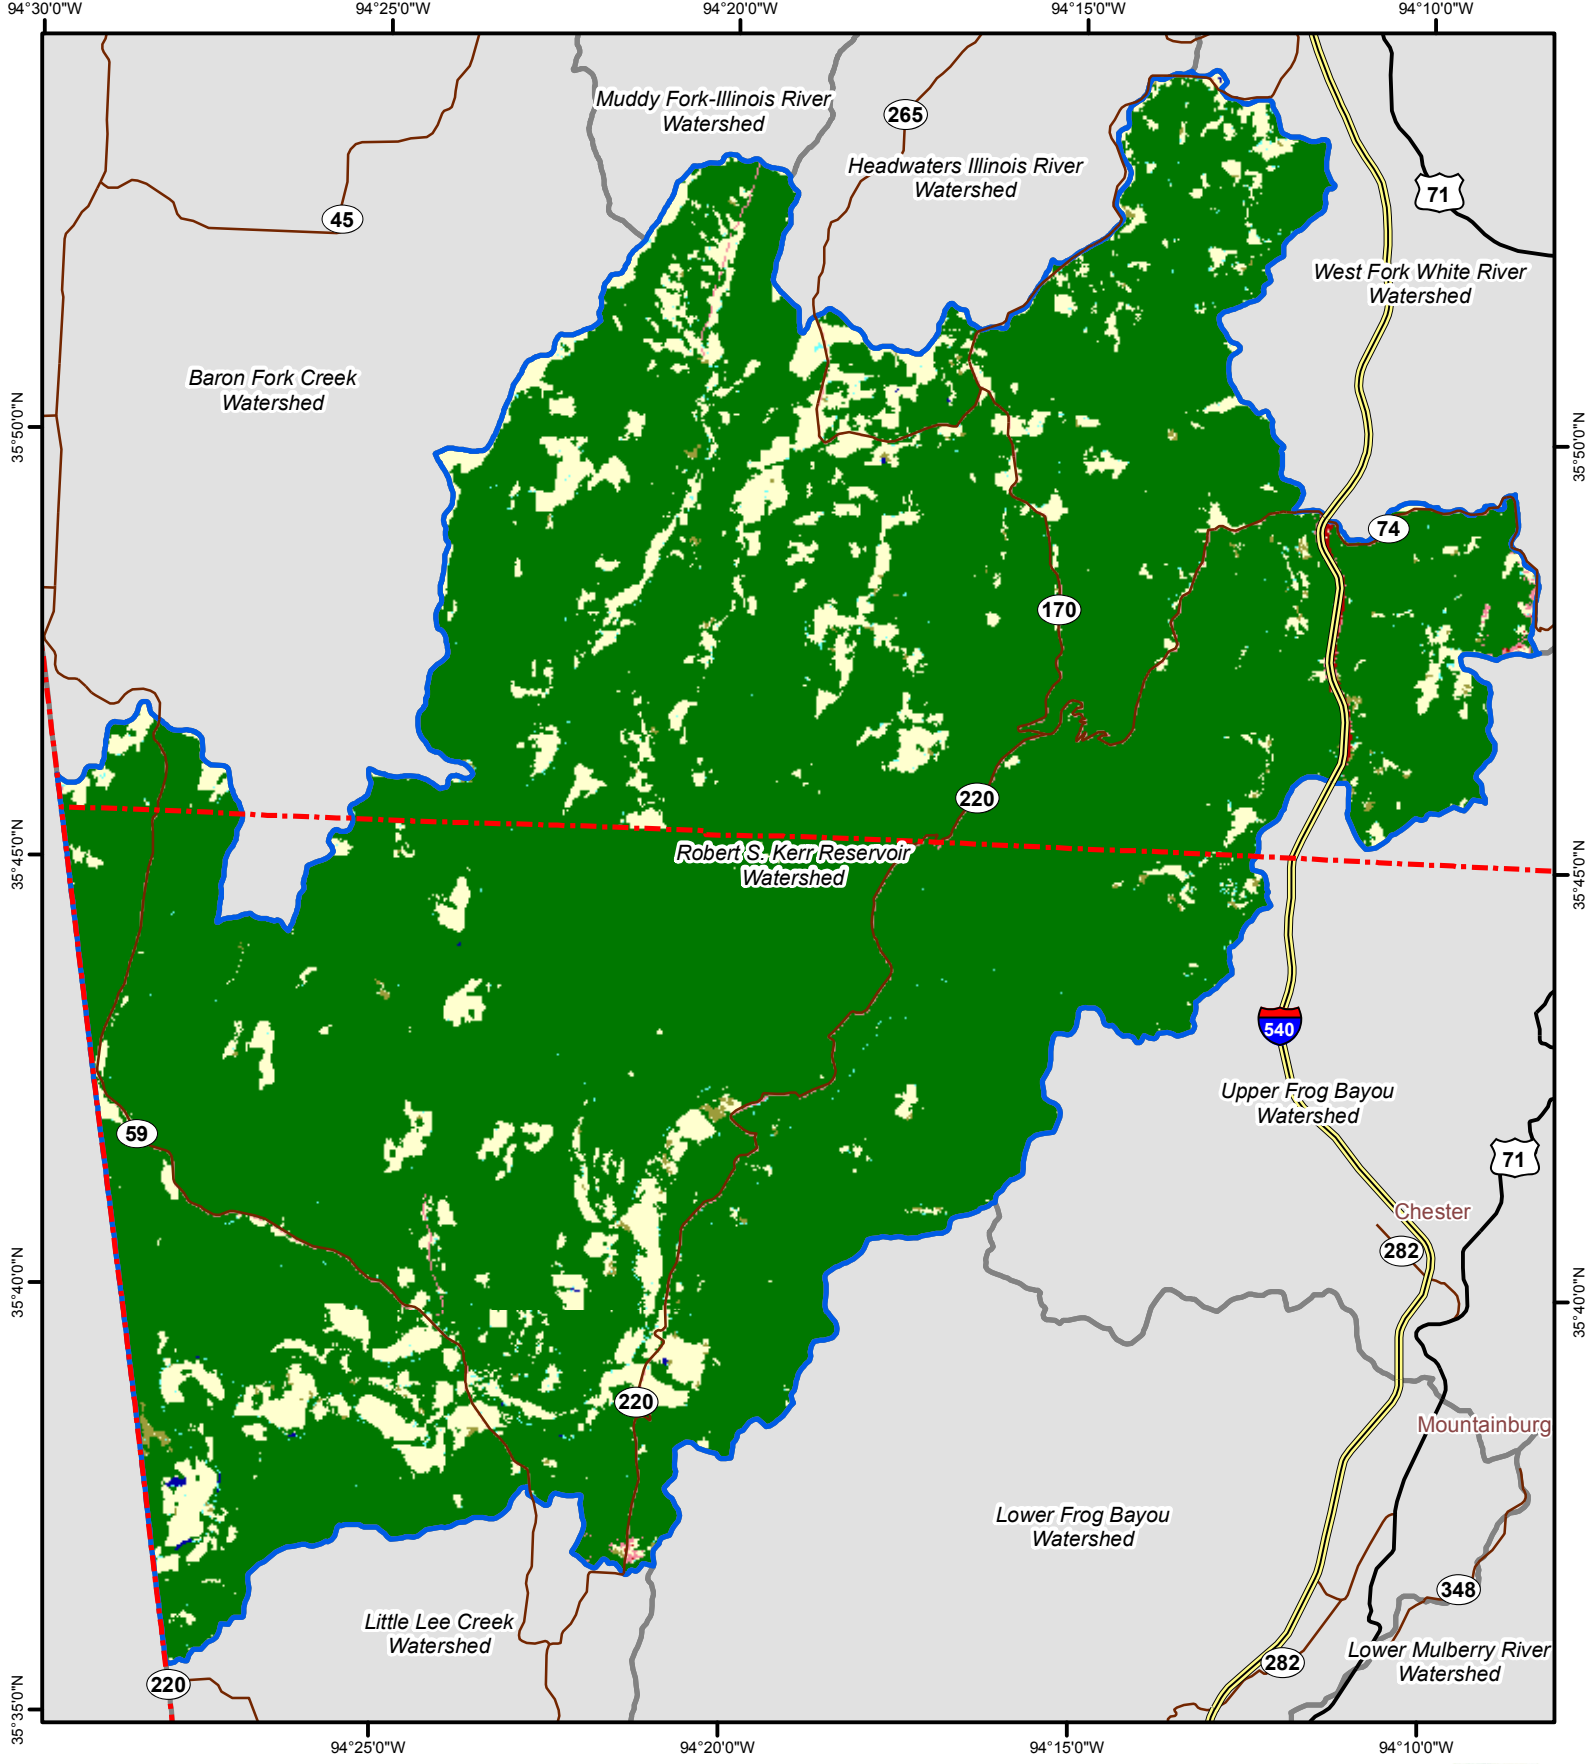 94°30'0"W
94°25'0"W
94°20'0"W
94°15'0"W
94°10'0"W
Muddy Fork-Illinois River
Watershed
265
Headwaters Illinois River
Watershed
71
45
West Fork White River
Watershed
Baron Fork Creek
Watershed
35°50'0"N
35°50'0"N
74
170
220
Robert S. Kerr Reservoir
Watershed
35°45'0"N
35°45'0"N
540
Upper Frog Bayou
Watershed
59
71
Chester
282
35°40'0"N
35°40'0"N
220
Mountainburg
Lower Frog Bayou
Watershed
348
Little Lee Creek
Watershed
Lower Mulberry River
Watershed
282
220
35°35'0"N
35°35'0"N
94°25'0"W
94°20'0"W
94°15'0"W
94°10'0"W